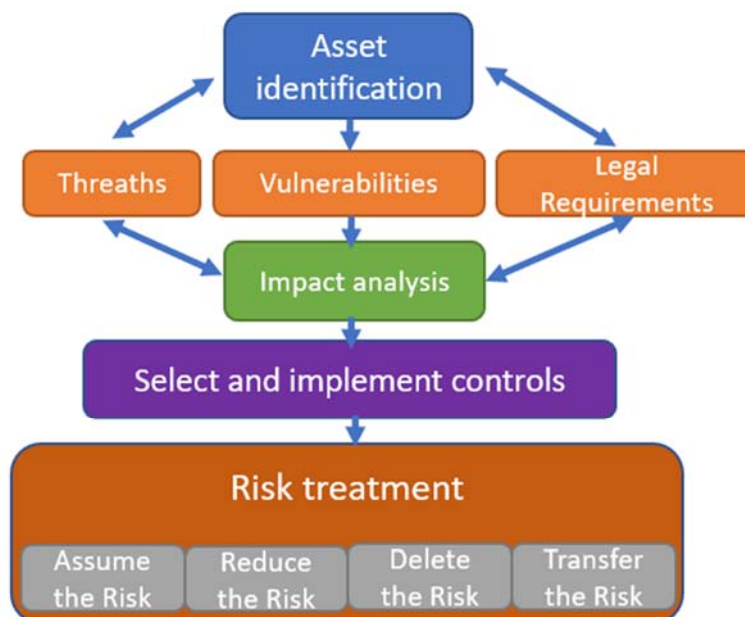 Asset
identification
Threaths
Vulnerabilities
Legal
Requirements
Impact analysis
Select and implement controls
Risk treatment
Assume
the Risk
Reduce
the Risk
Delete
the Risk
Transfer
the Risk